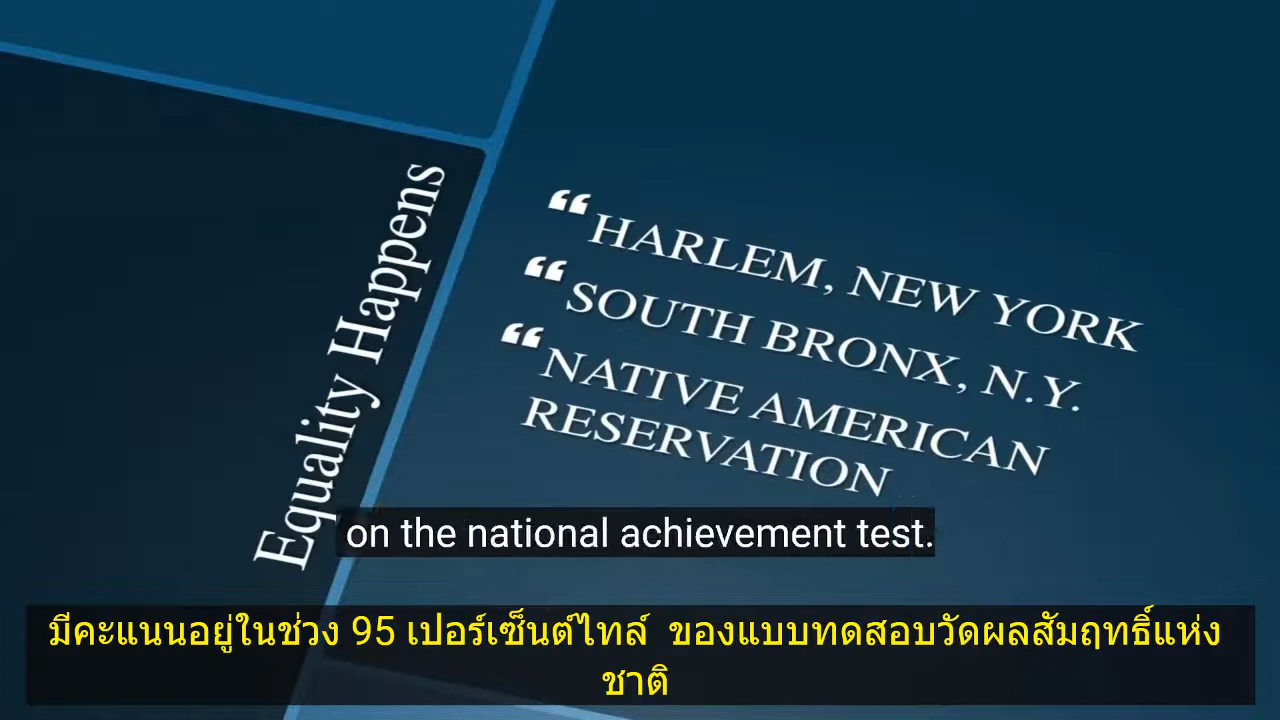 Equality Happens
“HARLEM, NEW YORK
“SOUTH BRONX, N.Y.
“NATIVE AMERICAN
RESERVATION
on the national achievement test.
มีคะแนนอยู่ในช่วง 95 เปอร์เซ็นต์ไทล์ ของแบบทดสอบวัดผลสัมฤทธิ์แห่ง
ชาติ